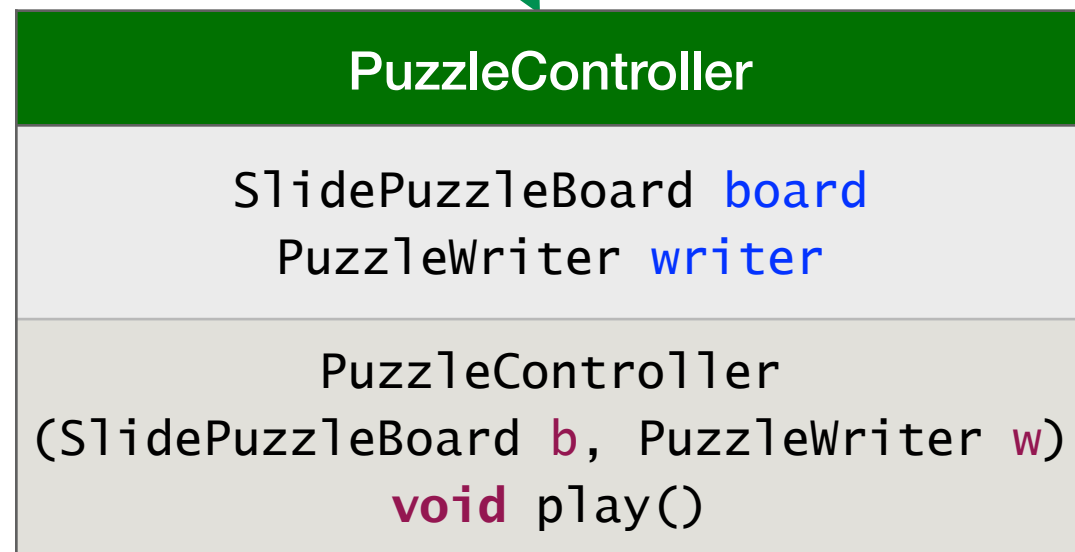 PuzzleController
SlidePuzzleBoard board
PuzzleWriter writer
PuzzleController
(SlidePuzzleBoard b, PuzzleWriter w)
void play()